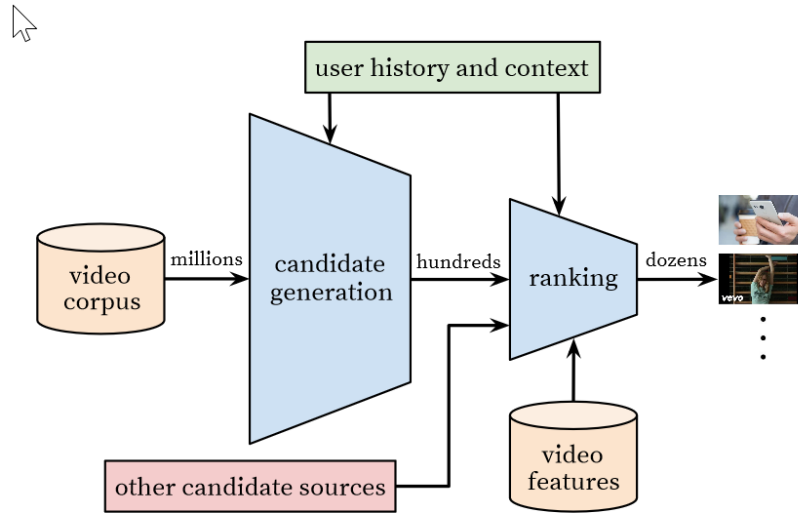 user history and context
millions
video
corpus
candidate
generation
hundreds
ranking
dozens
vevo
other candidate sources
video
features